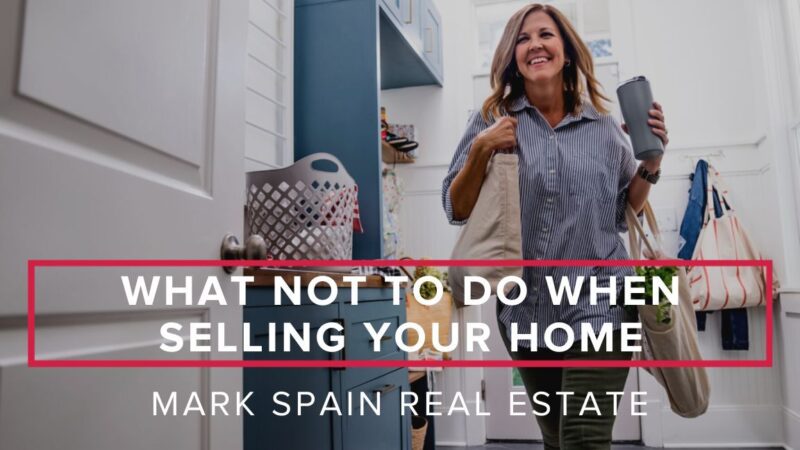 WHAT NOT TO DO WHEN
SELLING YOUR HOME
MARK SPAIN REAL ESTATE